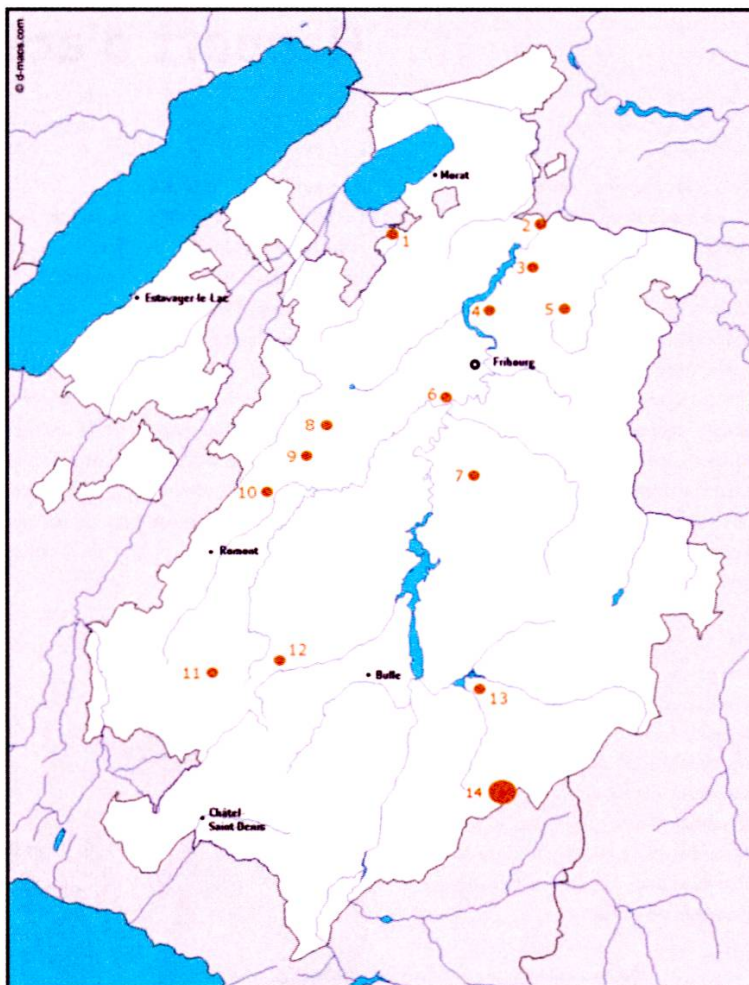 © d-maps.com
Morat
1
2
3
Estavayer-le-Lac
4
5
Fribourg
6
8
9
7
10
Romont
12
11
Bulle
13
14
Châtel-
Saint-Denis